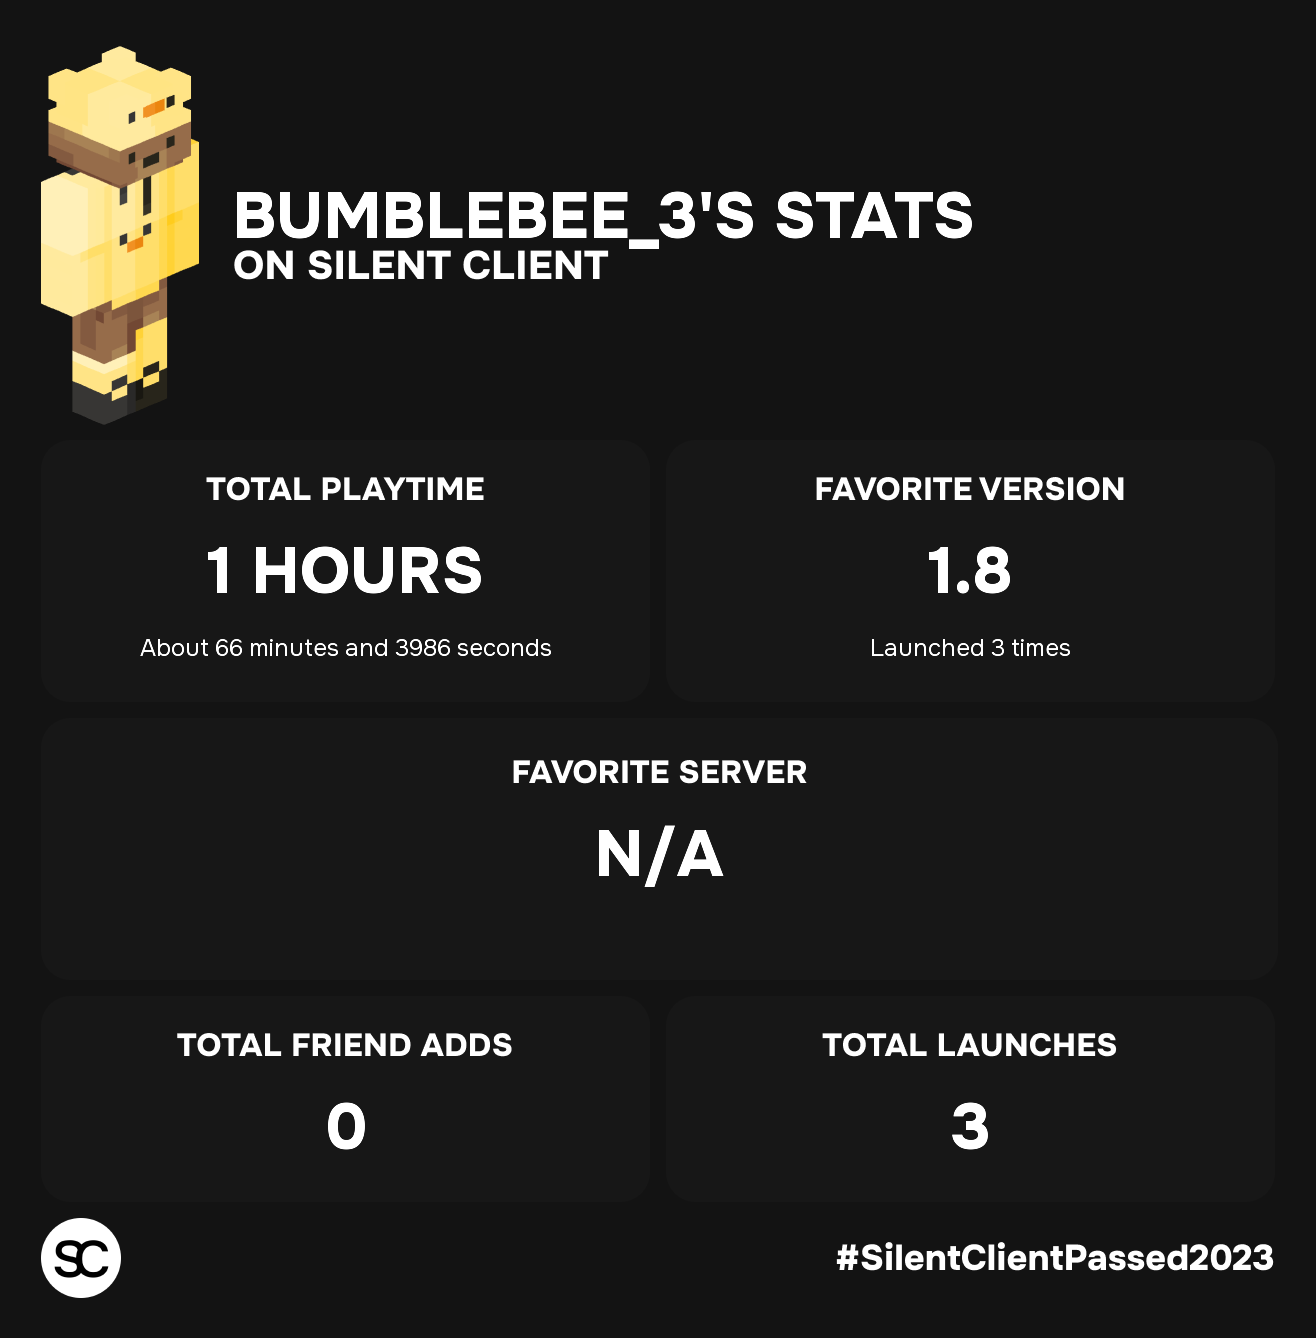 BUMBLEBEE_3'S STATS
ON SILENT CLIENT
TOTAL PLAYTIME
1 HOURS
About 66 minutes and 3986 seconds
FAVORITE VERSION
1.8
Launched 3 times
FAVORITE SERVER
N/A
TOTAL FRIEND ADDS
0
TOTAL LAUNCHES
3
SC
#SilentClientPassed2023